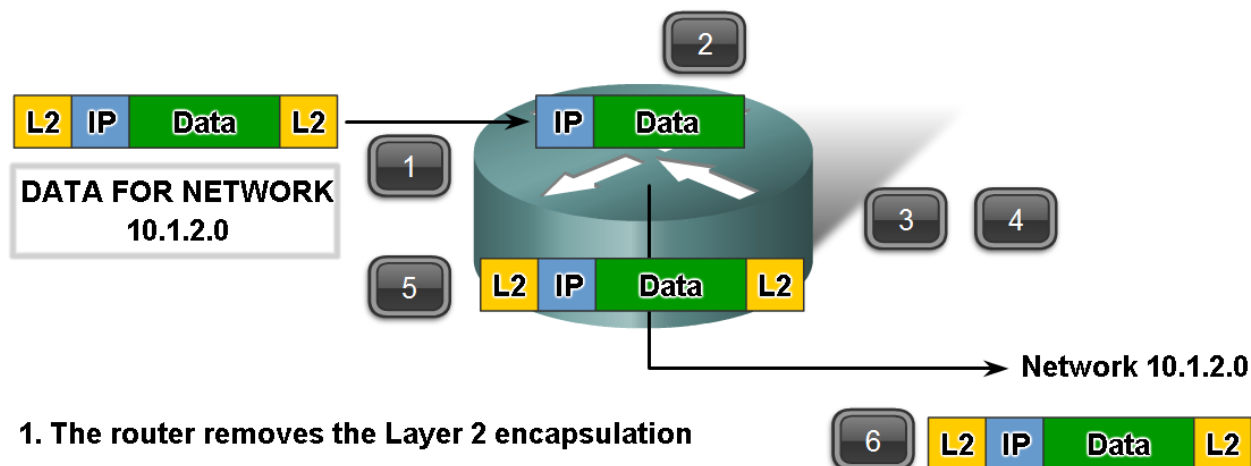 2
L2 IP Data L2
IP Data
1
DATA FOR NETWORK
10.1.2.0
3 4
5
L2 IP Data L2
Network 10.1.2.0
1. The router removes the Layer 2 encapsulation
6
L2 IP Data L2